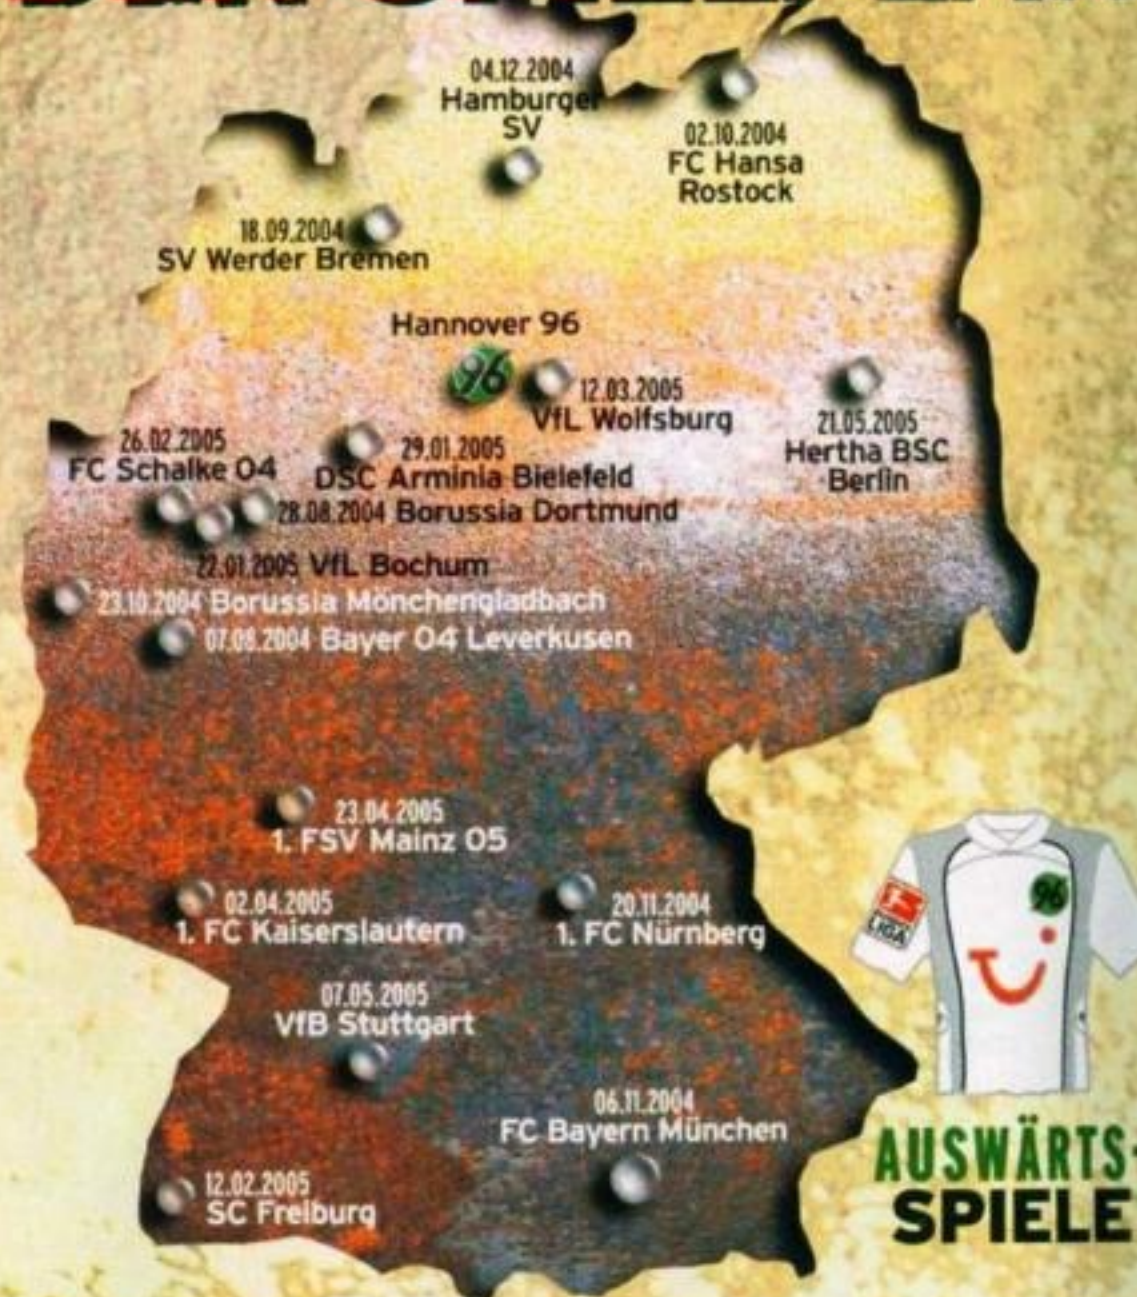 04.12.2004
Hamburger
SV
02.10.2004
FC Hansa
Rostock
18.09.2004
SV Werder Bremen
Hannover 96
96
12.03.2005
VfL Wolfsburg
21.05.2005
Hertha BSC
Berlin
26.02.2005
FC Schalke 04
29.01.2005
DSC Arminia Bielefeld
28.08.2004 Borussia Dortmund
22.01.2005 VfL Bochum
23.10.2004 Borussia Mönchengladbach
07.08.2004 Bayer 04 Leverkusen
23.04.2005
1. FSV Mainz 05
02.04.2005
1. FC Kaiserslautern
20.11.2004
1. FC Nürnberg
07.05.2005
VfB Stuttgart
06.11.2004
FC Bayern München
12.02.2005
SC Freiburg
96
LIGA
AUSWÄRTS-
SPIELE